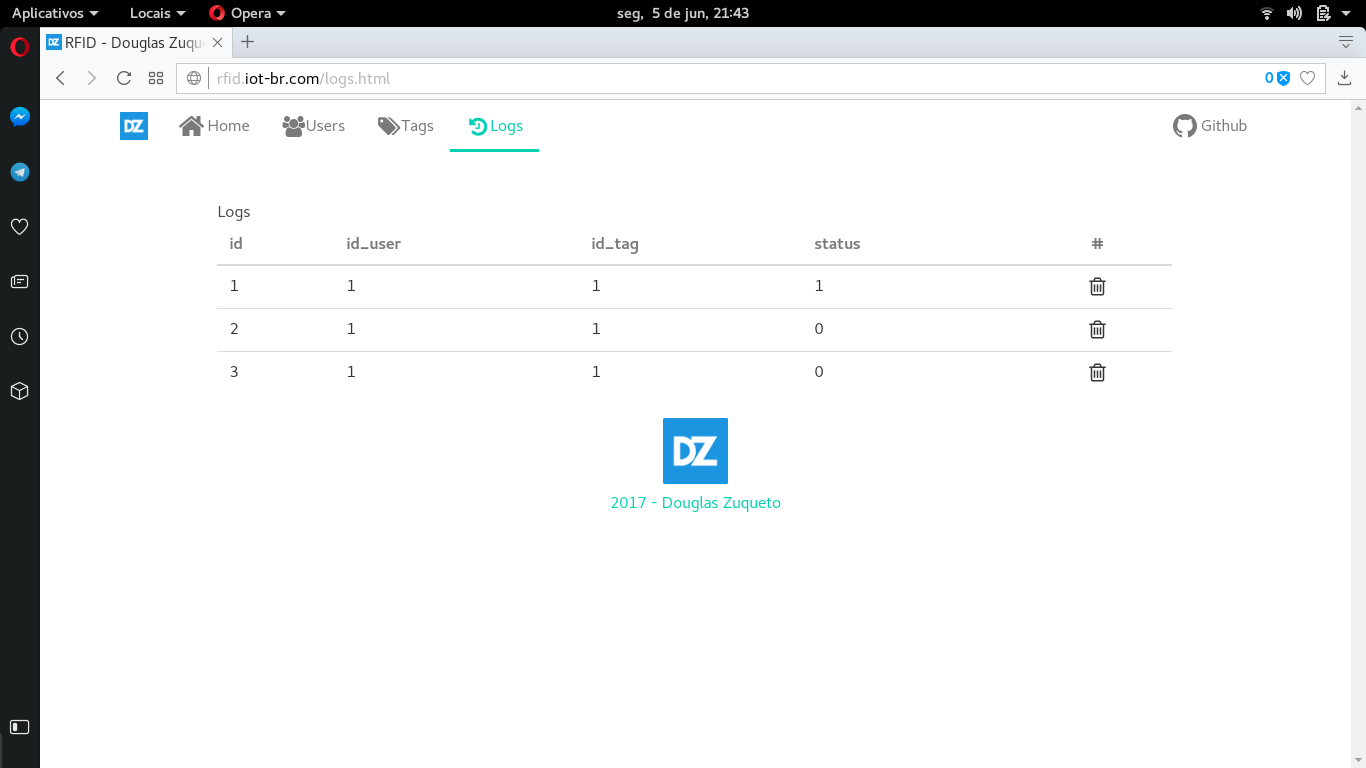 Aplicativos Locais Opera seg, 5 de jun, 21:43
DZ RFID - Douglas Zuque
rfid.iot-br.com/logs.html 0
DZ Home Users Tags Logs Github
Logs
id id_user id_tag status #
1 1 1 1
2 1 1 0
3 1 1 0
DZ
2017 - Douglas Zuqueto